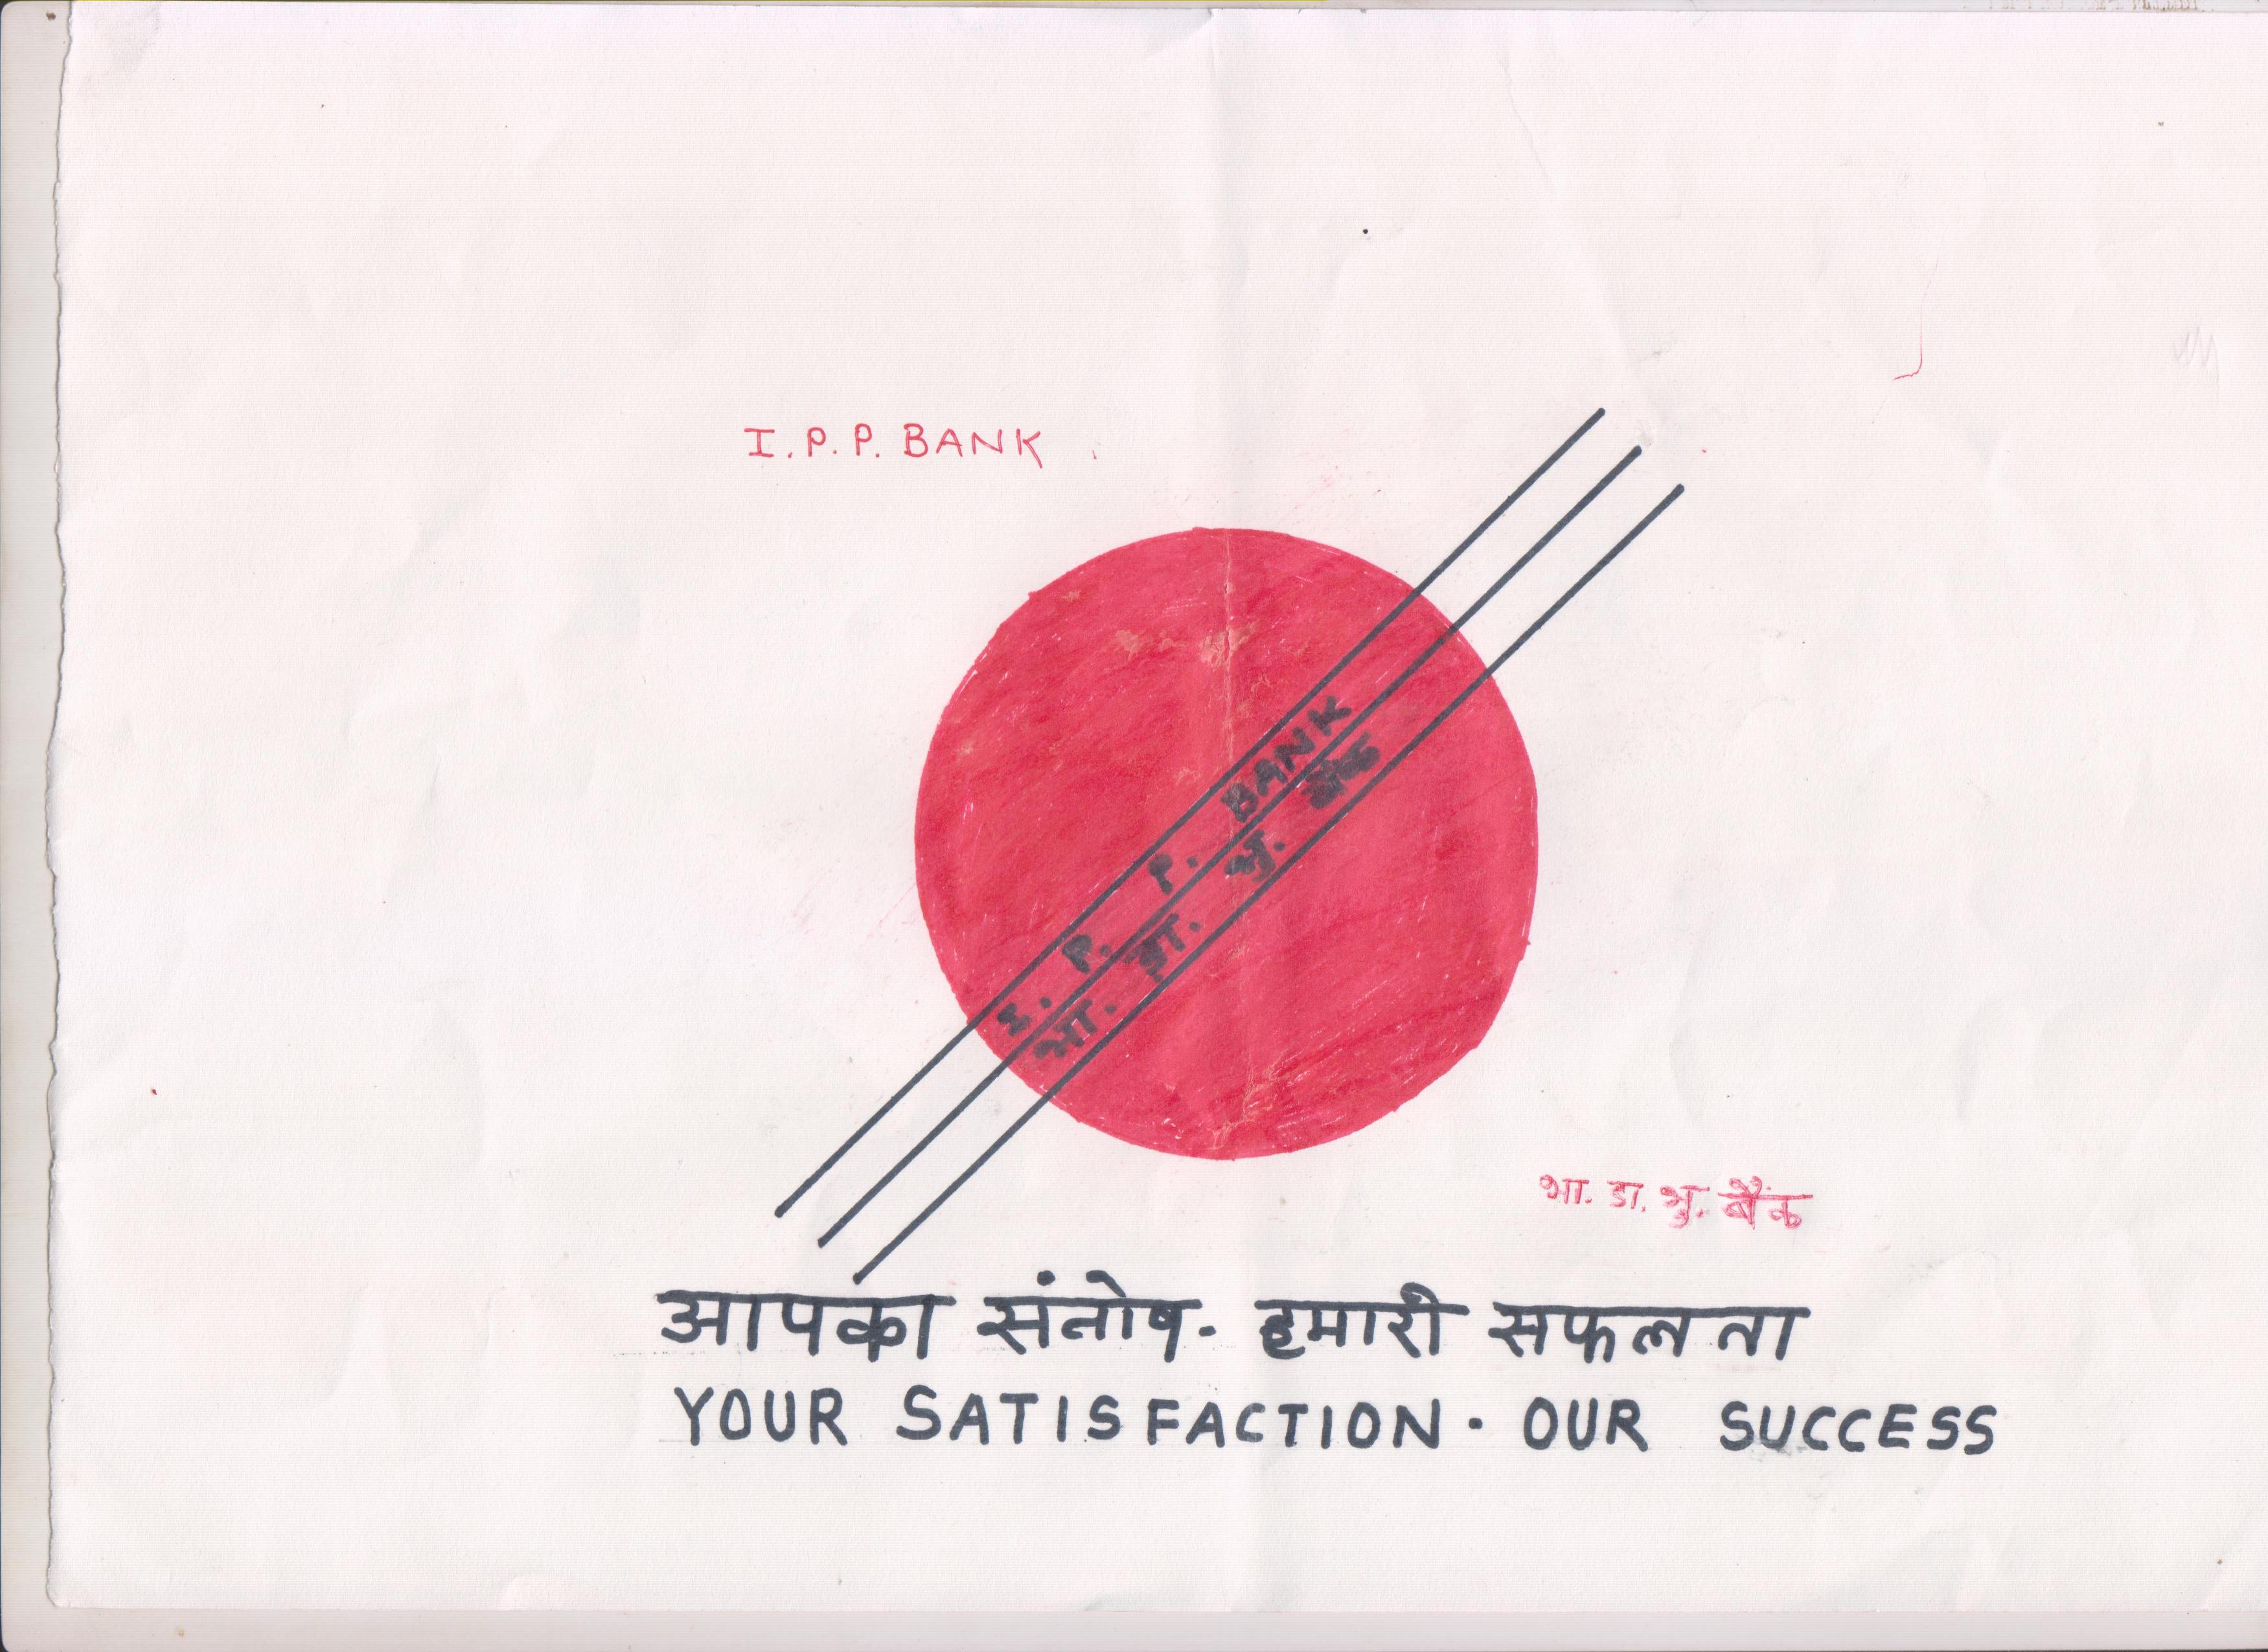 I.P.P. BANK
I. P. P. BANK
भा. डा. भु. बैंक
भा. डा. भु. बैंक
आपका संतोष - हमारी सफलता
YOUR SATISFACTION - OUR SUCCESS